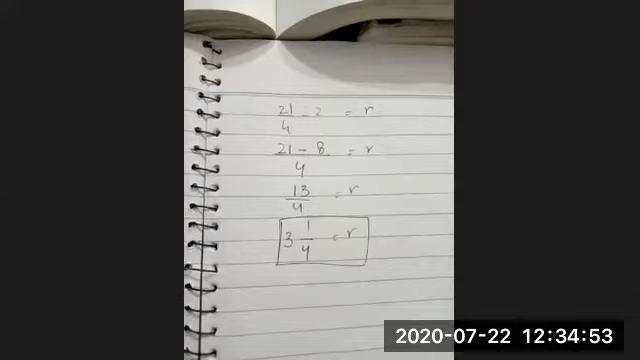 21/4 - 2 = r
21 - 8/4 = r
13/4 = r
3 1/4 = r
2020-07-22 12:34:53